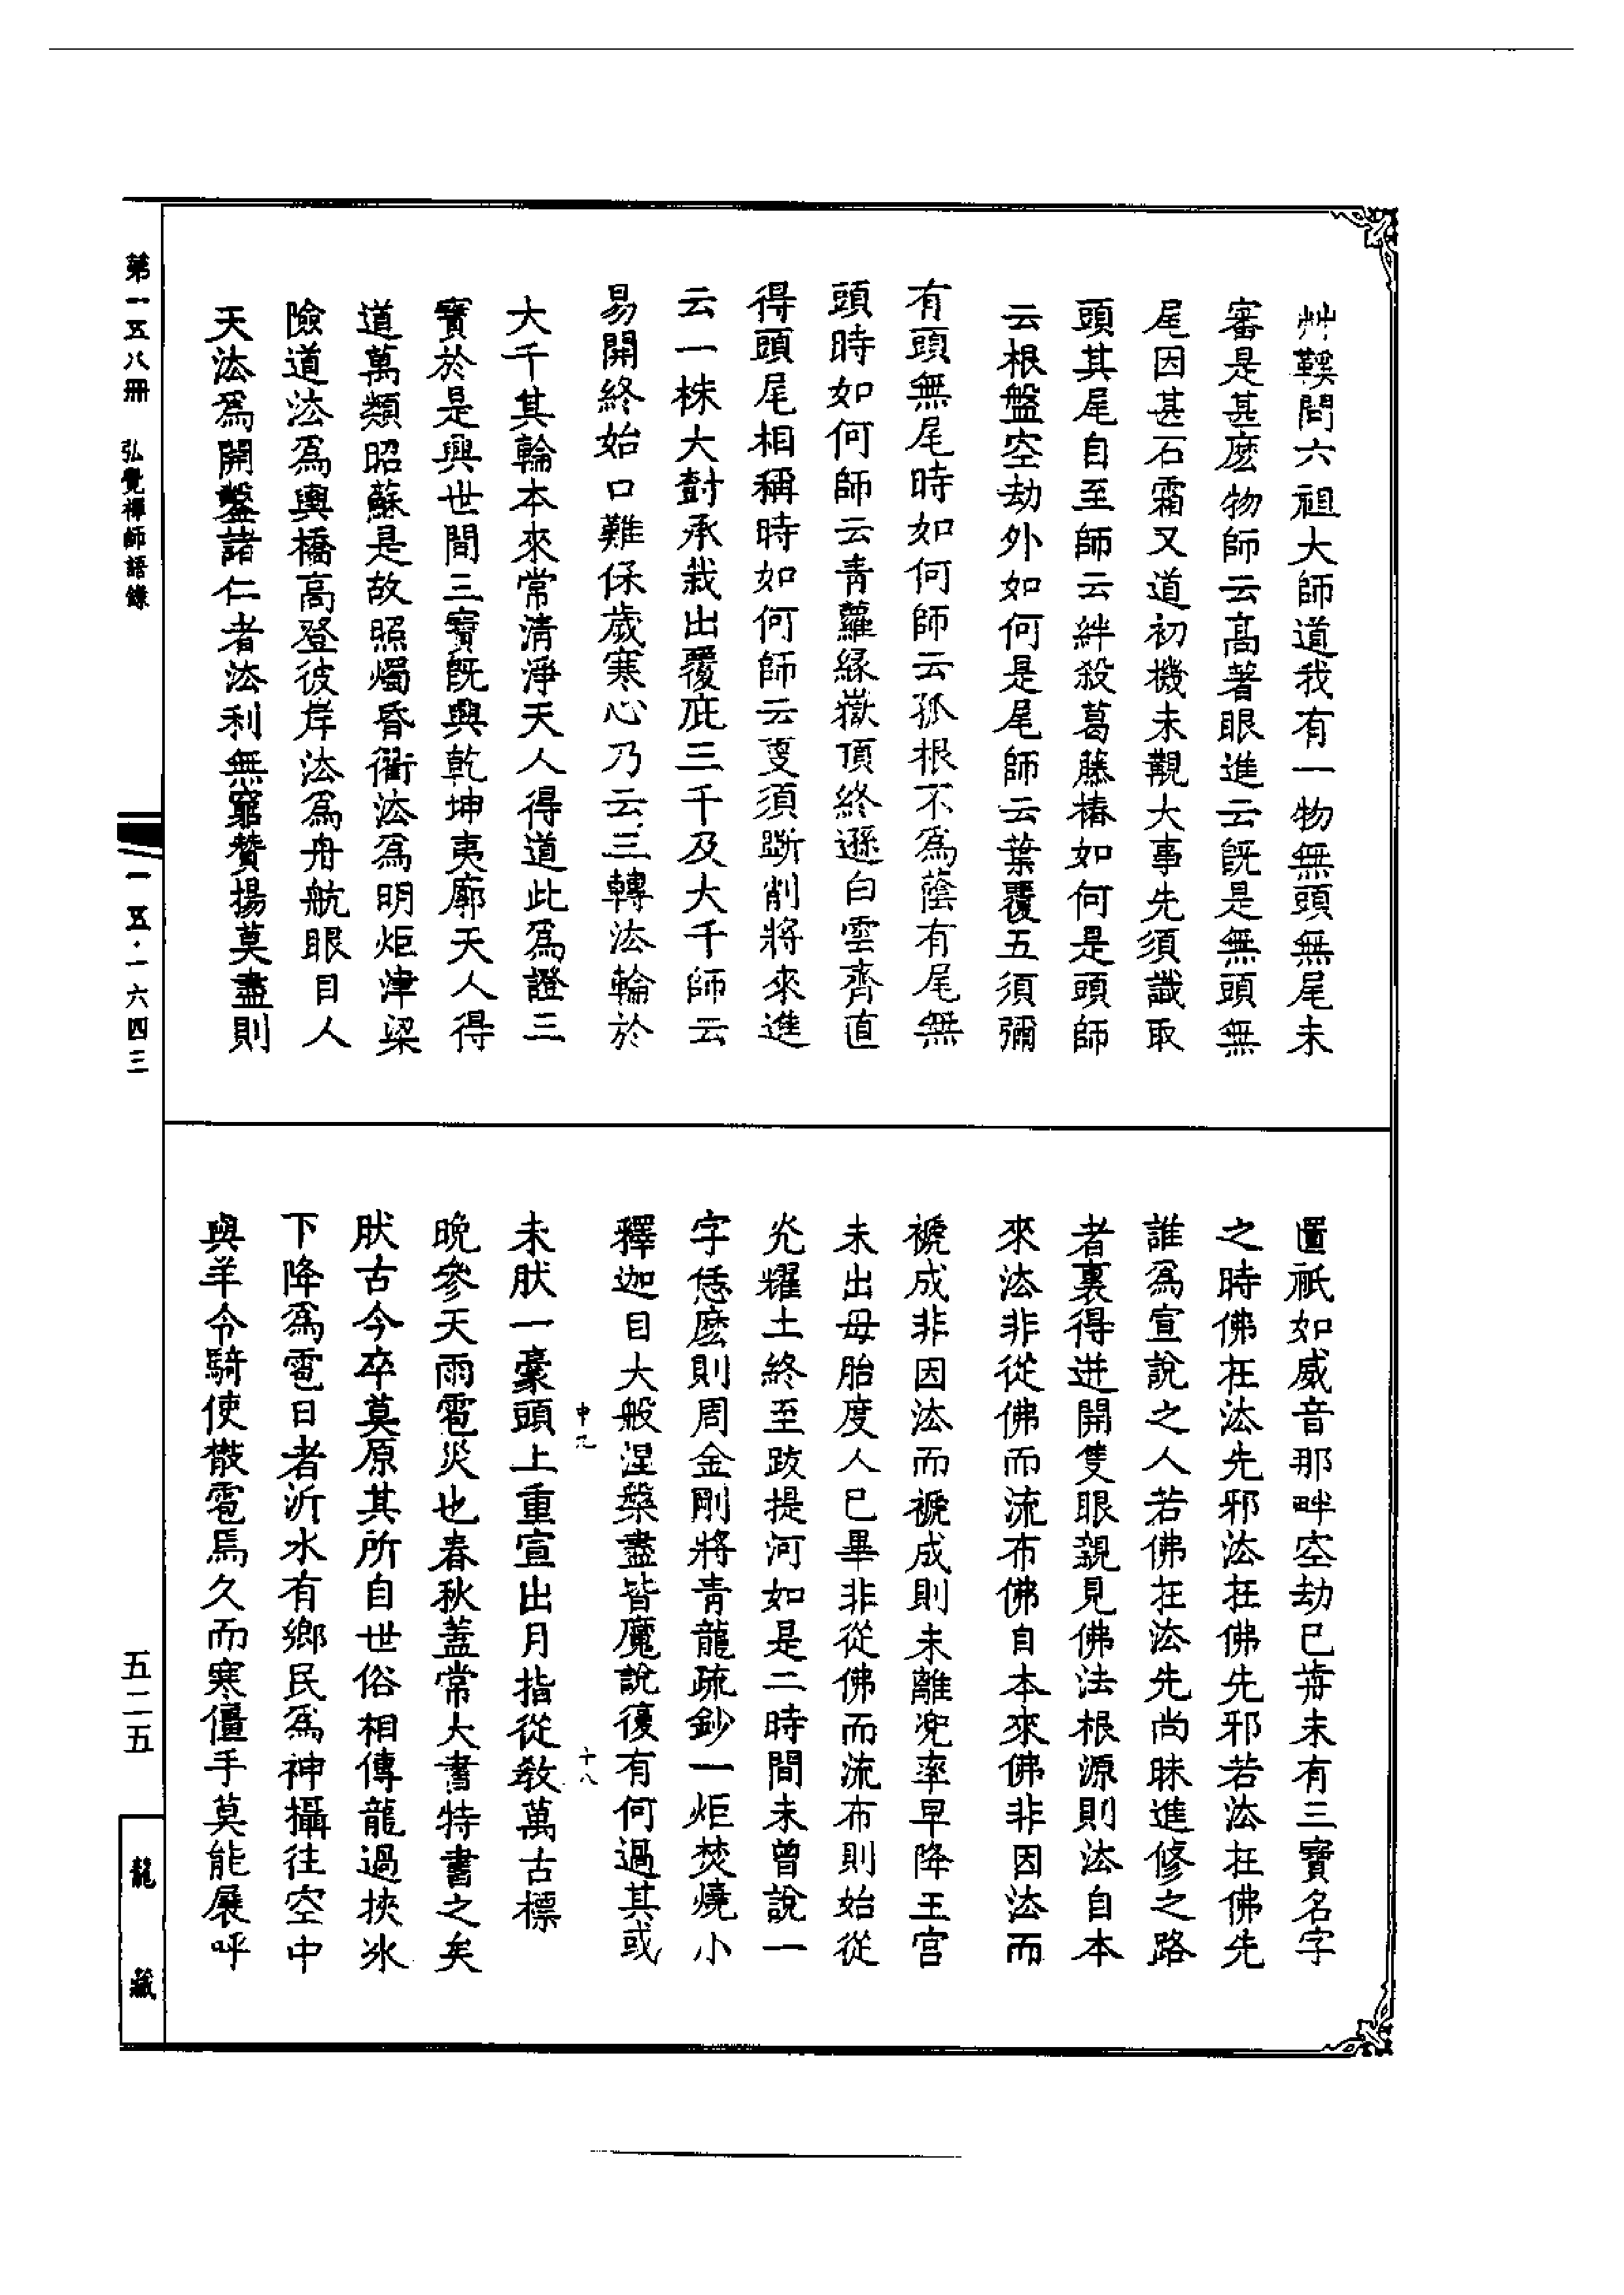 艸鞵問六祖大師道我有一物無頭無尾未
審是甚麽物師云高著眼進云既是無頭無
尾因甚石霜又道初機未覯大事先須識取
頭其尾自至師云絆殺葛藤樁如何是頭師
云根盤空劫外如何是尾師云葉覆五須彌
有頭無尾時如何師云孤根不爲蔭有尾無
頭時如何師云青蘿緣嶽頂終遜白雲齊直
得頭尾相稱時如何師云更須斷削將來進
云一株大樹承栽出覆庇三千及大千師云
易開終始口難保歲寒心乃云三轉法輪於
大千其輪本來常清淨天人得道此爲證三
寶於是興世間三寶既興乾坤夷廓天人得
道萬類昭蘇是故照燭昏衢法爲明炬津梁
險道法爲輿橋高登彼岸法爲舟航眼目人
天法爲開鑿諸仁者法利無窮贊揚莫盡則
置祇如威音那畔空劫已前未有三寶名字
之時佛在法先邪法在佛先邪若法在佛先
誰爲宣說之人若佛在法先尚昧進修之路
者裏得迸開隻眼親見佛法根源則法自本
來法非從佛而流布佛自本來佛非因法而
褫成非因法而褫成則未離兜率早降王宮
未出母胎度人已畢非從佛而流布則始從
光耀土終至跋提河如是二時間未曾說一
字恁麽則周金剛將青龍疏鈔一炬焚燒小
釋迦目大般涅槃盡皆魔說復有何過其或
申九　十八
未肰一豪頭上重宣出月指從教萬古標
晚參天雨雹災也春秋蓋常大書特書之矣
肰古今卒莫原其所自世俗相傳龍過挾冰
下降爲雹日者沂水有鄉民爲神攝往空中
與羊令騎使撒雹焉久而寒僵手莫能展呼
第一五八冊　弘覺禪師語錄
一五·一六四三
五二五
龍藏